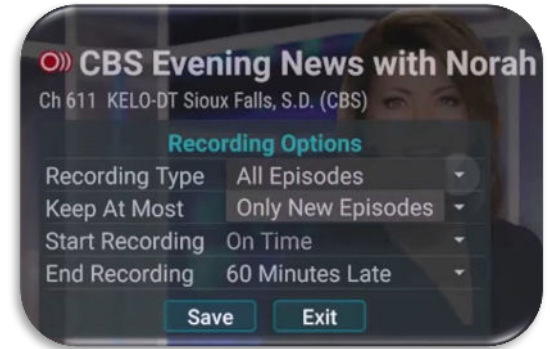 CBS Evening News with Norah
Ch 611 KELO-DT Sioux Falls, S.D. (CBS)
Recording Options
Recording Type All Episodes
Keep At Most Only New Episodes
Start Recording On Time
End Recording 60 Minutes Late
Save Exit